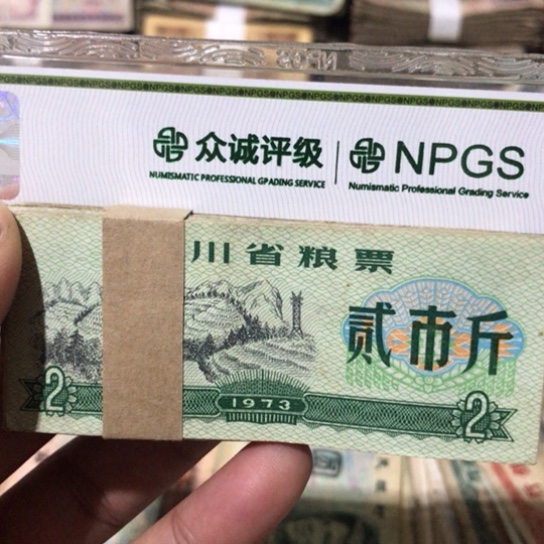 众诚评级
NUMISMATIC PROFESSIONAL GPADING SERVICE
NPGS
Numismatic Professional Grading Service
川省粮票
贰市斤
2
1973
2